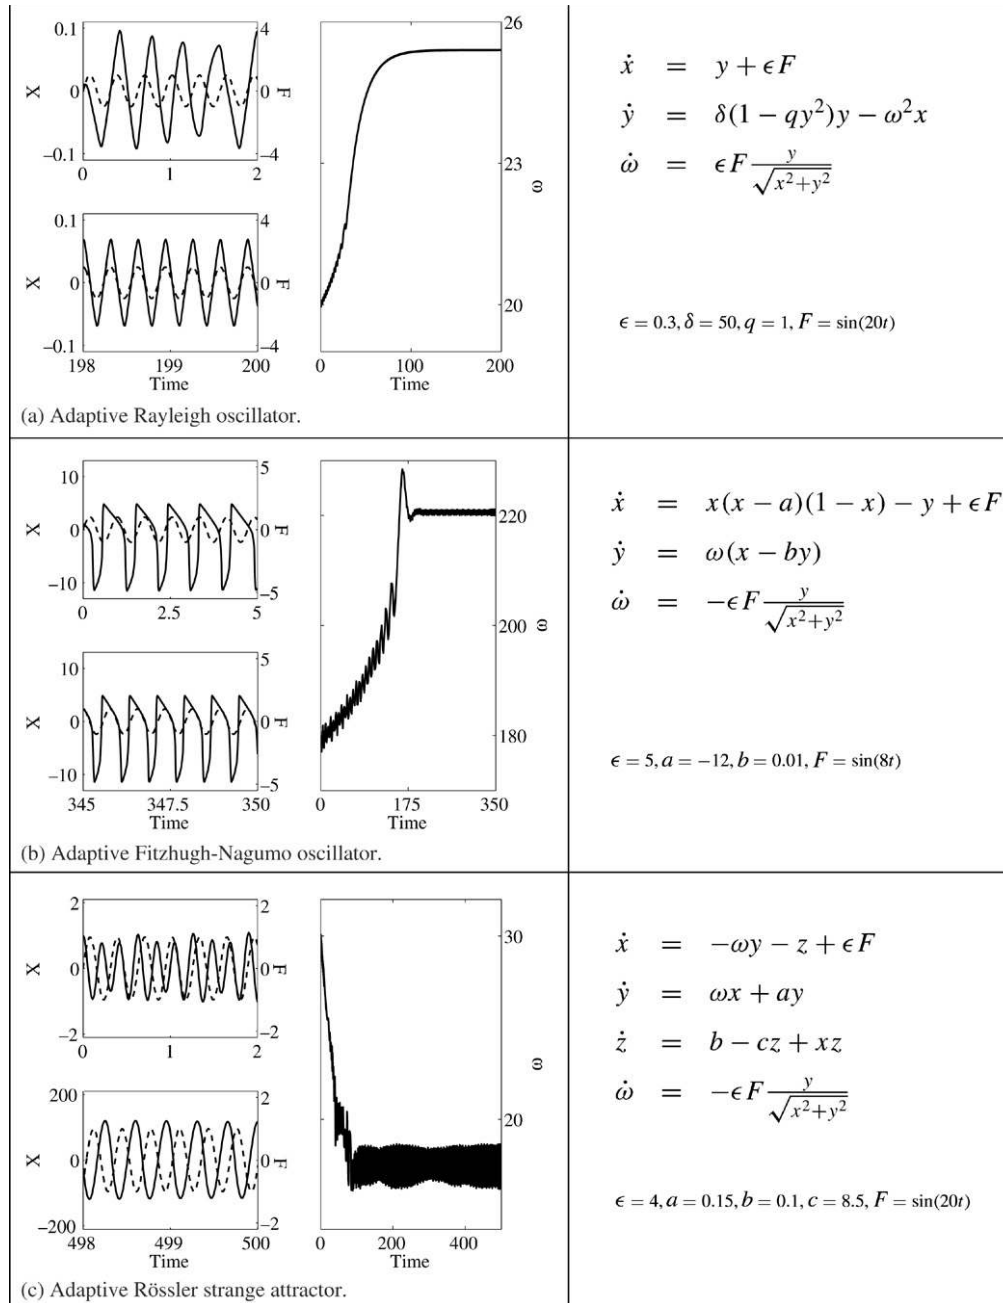 0.1
0
−0.1
X
4
0
−4
F
0 1 2
0.1
0
−0.1
X
4
0
−4
F
198 199 200
Time
26
23
20
ω
0 100 200
Time
(a) Adaptive Rayleigh oscillator.
ẋ = y + ϵF
ẏ = δ(1 − qy²)y − ω²x
ω̇ = ϵF y/√(x²+y²)
ϵ = 0.3, δ = 50, q = 1, F = sin(20t)
10
0
−10
X
5
0
−5
F
0 2.5 5
10
0
−10
X
5
0
−5
F
345 347.5 350
Time
220
200
180
ω
0 175 350
Time
(b) Adaptive Fitzhugh-Nagumo oscillator.
ẋ = x(x − a)(1 − x) − y + ϵF
ẏ = ω(x − by)
ω̇ = −ϵF y/√(x²+y²)
ϵ = 5, a = −12, b = 0.01, F = sin(8t)
2
0
−2
X
2
0
−2
F
0 1 2
200
0
−200
X
2
0
−2
F
498 499 500
Time
30
20
ω
0 200 400
Time
(c) Adaptive Rössler strange attractor.
ẋ = −ωy − z + ϵF
ẏ = ωx + ay
ż = b − cz + xz
ω̇ = −ϵF y/√(x²+y²)
ϵ = 4, a = 0.15, b = 0.1, c = 8.5, F = sin(20t)